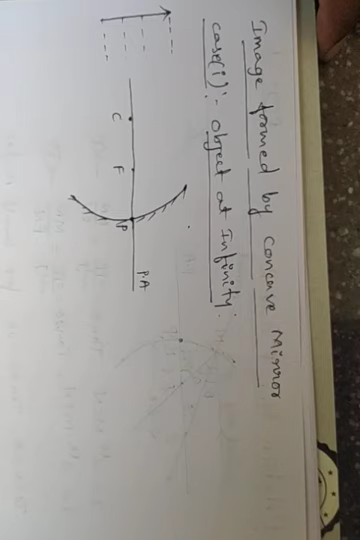 Image formed by Concave Mirror
case(i):- object at Infinity:
C
F
P
P.A